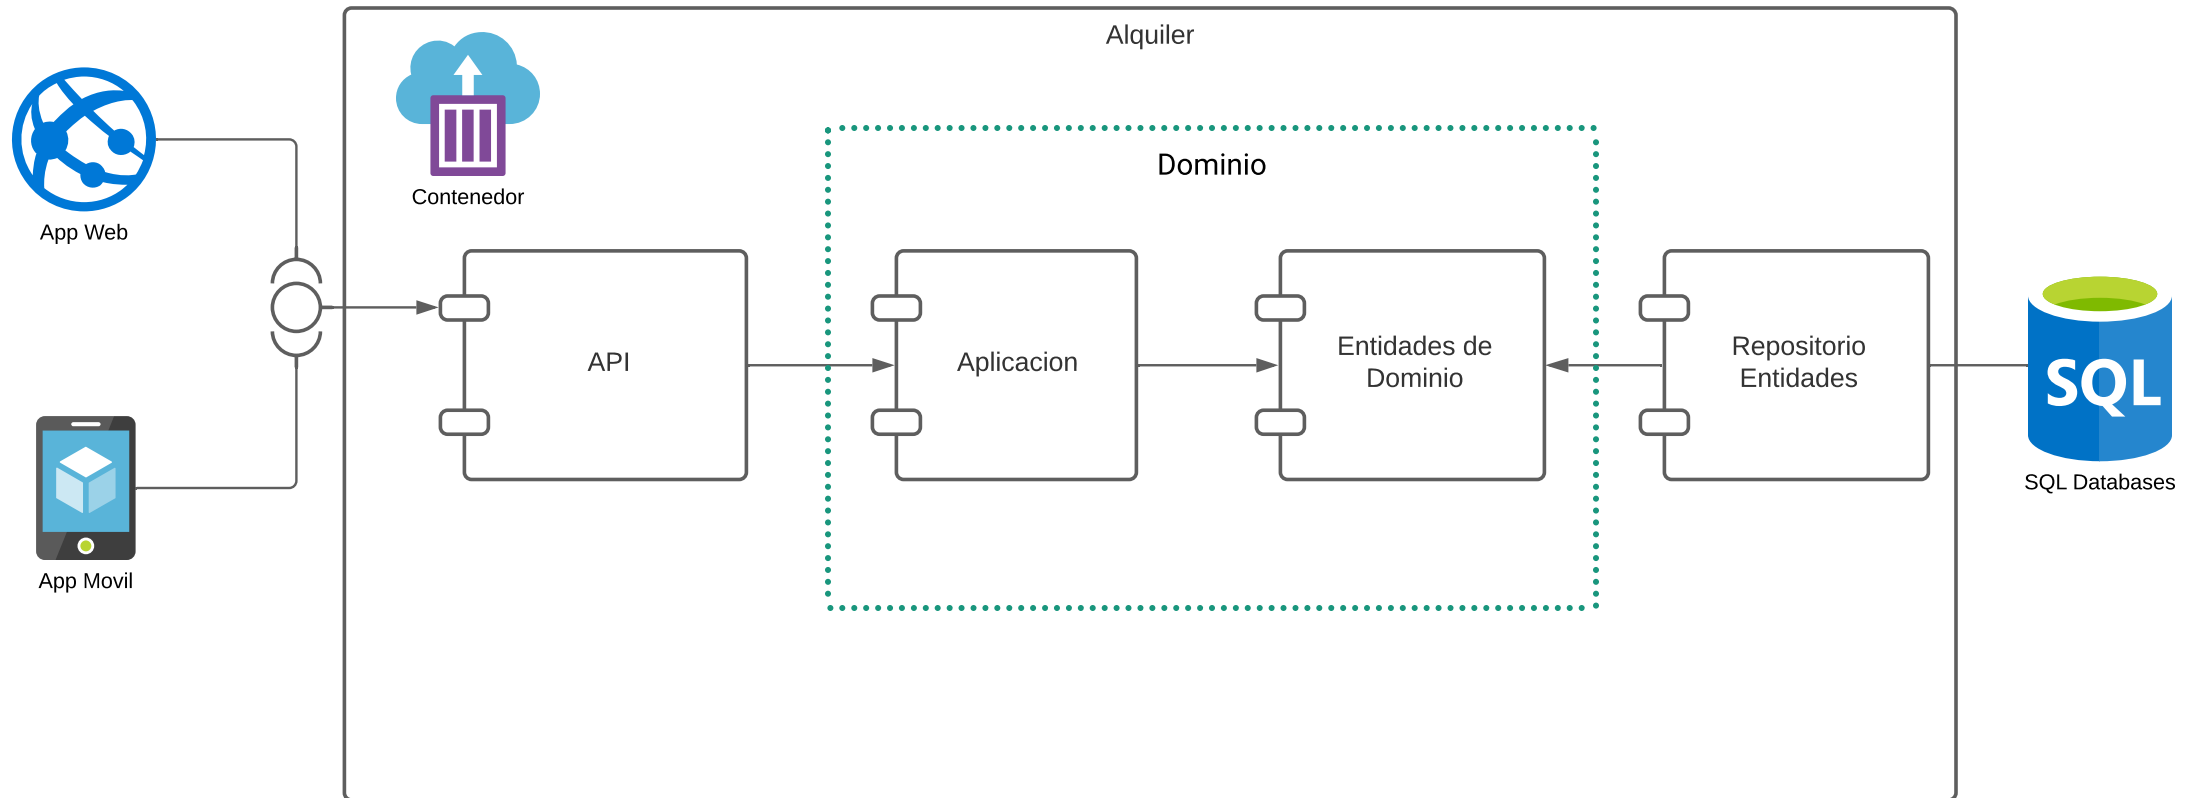 Alquiler
Contenedor
Dominio
App Web
API
Aplicacion
Entidades de
Dominio
Repositorio
Entidades
SQL
SQL Databases
App Movil